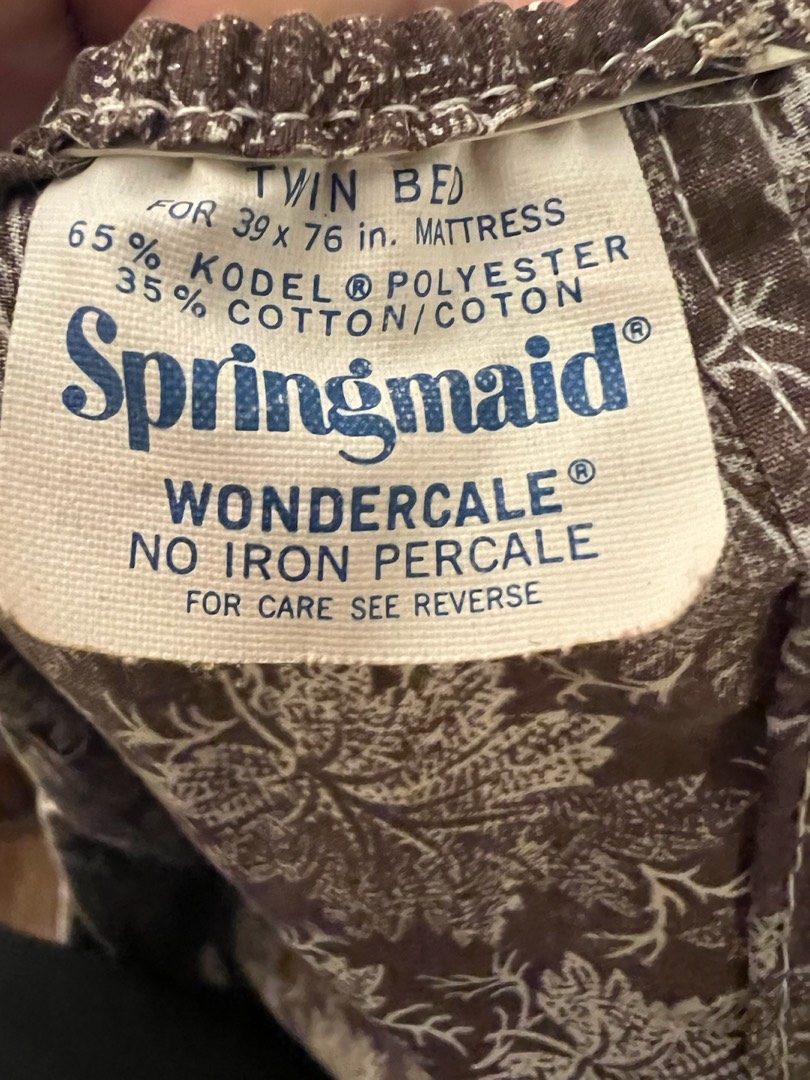 TWIN BED
FOR 39 x 76 in. MATTRESS
65% KODEL® POLYESTER
35% COTTON/COTON
Springmaid®
WONDERCALE®
NO IRON PERCALE
FOR CARE SEE REVERSE